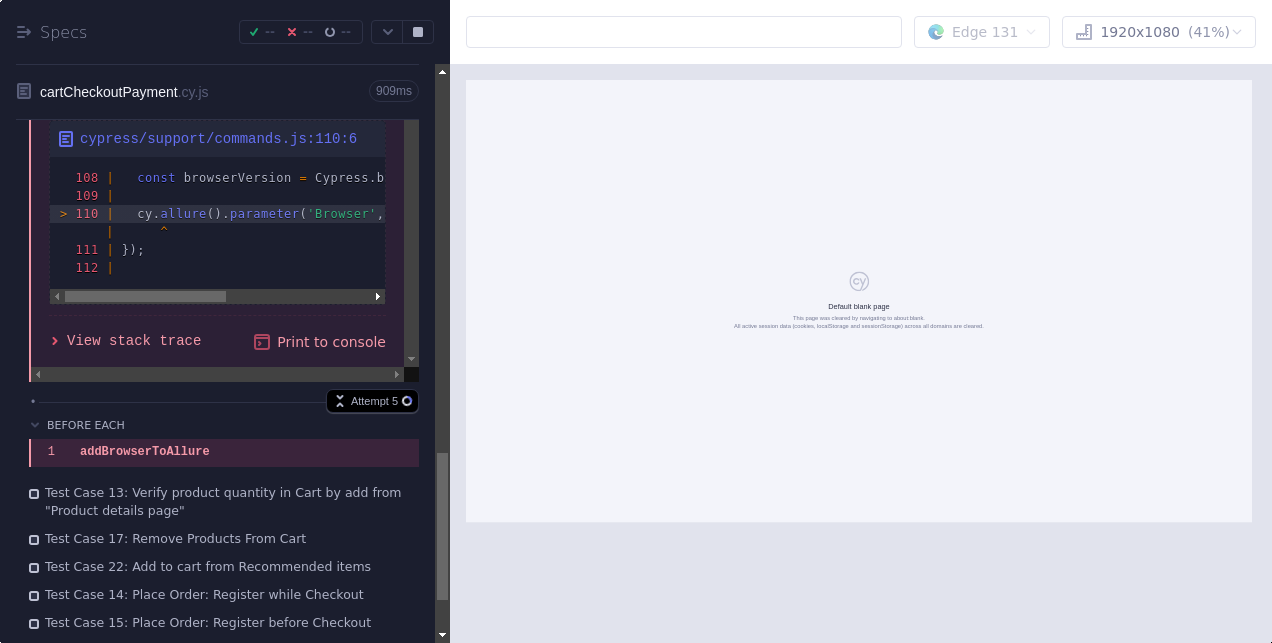 Specs
-- -- --
Edge 131
1920x1080 (41%)
cartCheckoutPayment.cy.js
909ms
cypress/support/commands.js:110:6
108 | const browserVersion = Cypress.b
109 |
> 110 | cy.allure().parameter('Browser',
| ^
111 | });
112 |
View stack trace
Print to console
Attempt 5
BEFORE EACH
1 addBrowserToAllure
Test Case 13: Verify product quantity in Cart by add from
"Product details page"
Test Case 17: Remove Products From Cart
Test Case 22: Add to cart from Recommended items
Test Case 14: Place Order: Register while Checkout
Test Case 15: Place Order: Register before Checkout
cy
Default blank page
This page was cleared by navigating to about:blank.
All active session data (cookies, localStorage and sessionStorage) across all domains are cleared.